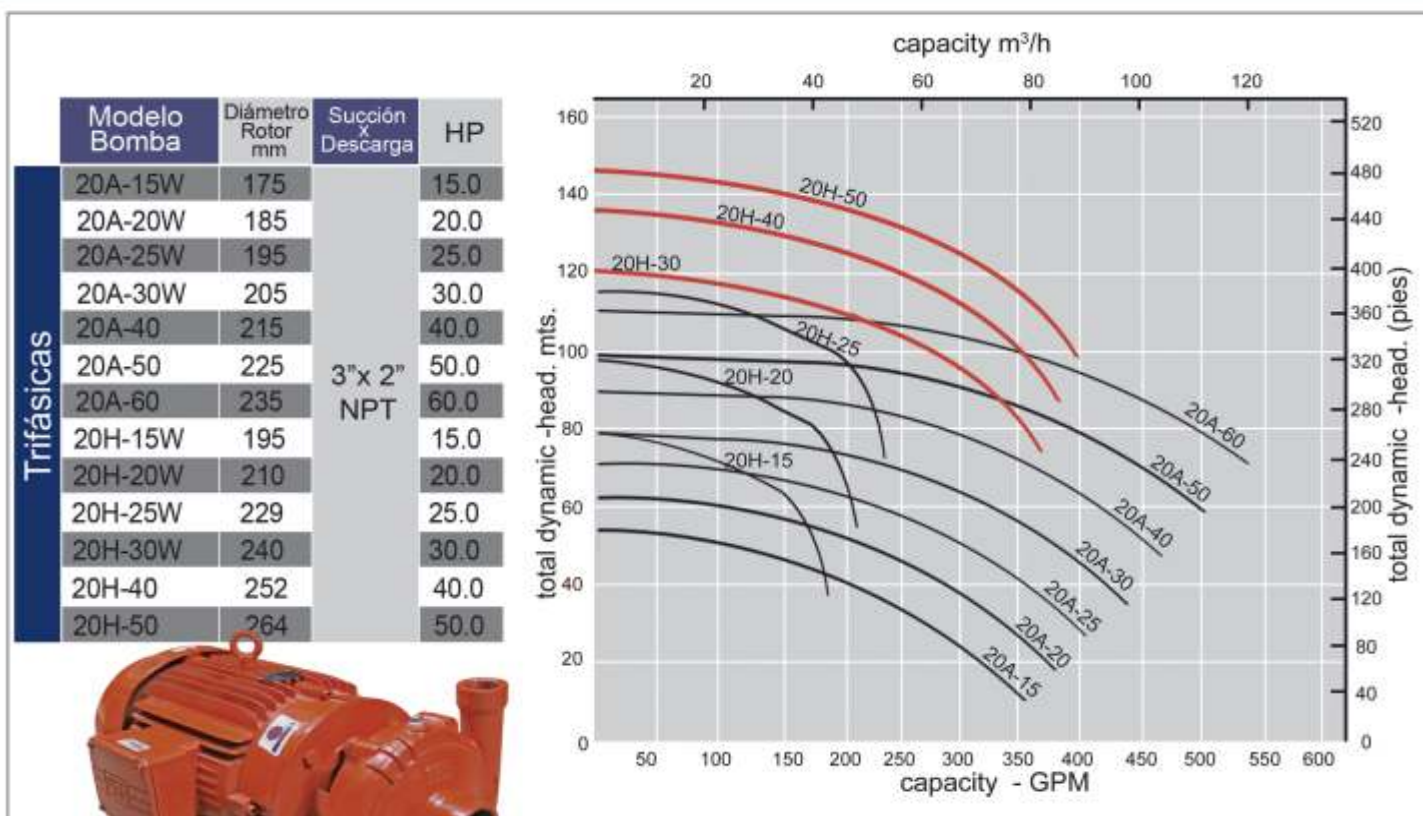 Modelo
Bomba
Diámetro
Rotor
mm
Succión
x
Descarga
HP
Trifásicas
20A-15W 175 15.0
20A-20W 185 20.0
20A-25W 195 25.0
20A-30W 205 30.0
20A-40 215 40.0
20A-50 225 50.0
20A-60 235 60.0
20H-15W 195 15.0
20H-20W 210 20.0
20H-25W 229 25.0
20H-30W 240 30.0
20H-40 252 40.0
20H-50 264 50.0
3”x 2”
NPT
capacity m³/h
20 40 60 80 100 120
total dynamic -head. mts.
160
140
120
100
80
60
40
20
0
20H-50
20H-40
20H-30
20H-25
20H-20
20H-15
20A-60
20A-50
20A-40
20A-30
20A-25
20A-20
20A-15
520
480
440
400
360
320
280
240
200
160
120
80
40
0
total dynamic -head. (pies)
50 100 150 200 250 300 350 400 450 500 550 600
capacity - GPM